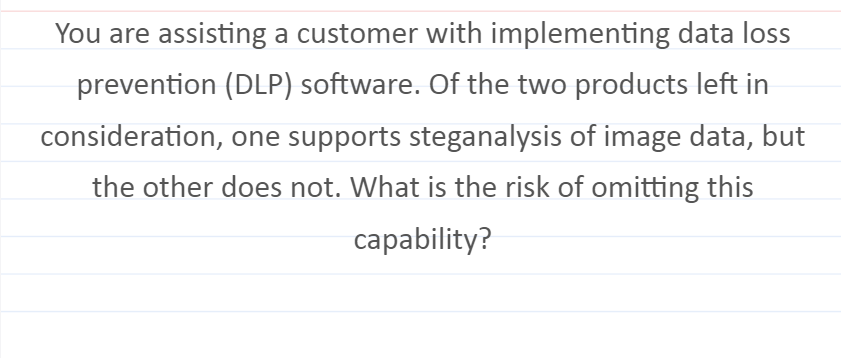 You are assisting a customer with implementing data loss
prevention (DLP) software. Of the two products left in
consideration, one supports steganalysis of image data, but
the other does not. What is the risk of omitting this
capability?